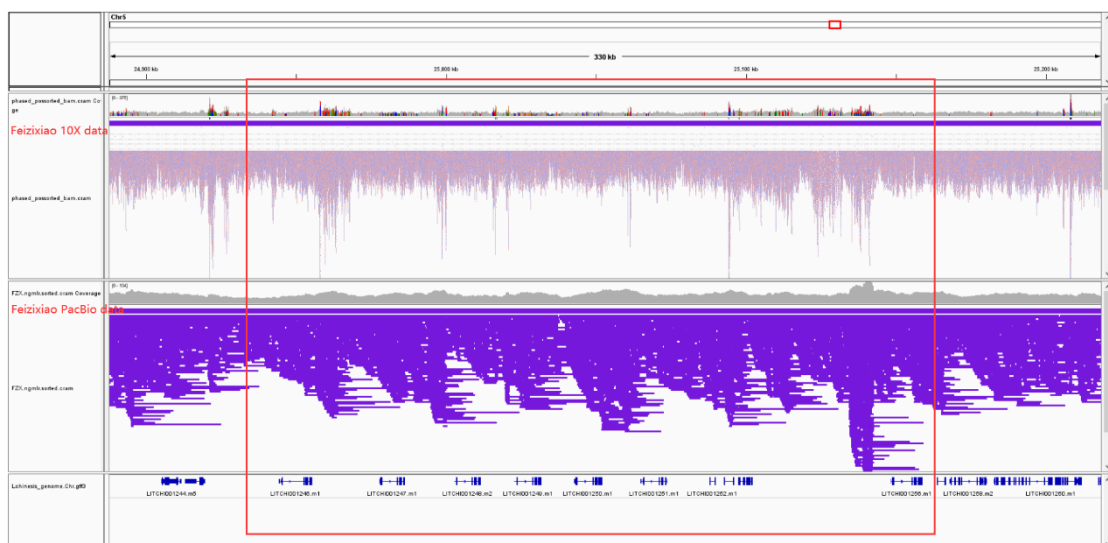 Chr5
330 kb
24,900 kb
25,000 kb
25,100 kb
25,200 kb
phased_possorted_bam.cram Cov
ge
Feizixiao 10X data
phased_possorted_bam.cram
FZX.ngmlr.sorted.cram Coverage
Feizixiao PacBio data
FZX.ngmlr.sorted.cram
Lchinesis_genome.Chr.gff3
LITCHI001244.m5
LITCHI001246.m1
LITCHI001247.m1
LITCHI001248.m2
LITCHI001249.m1
LITCHI001250.m1
LITCHI001251.m1
LITCHI001252.m1
LITCHI001256.m1
LITCHI001258.m2
LITCHI001260.m1